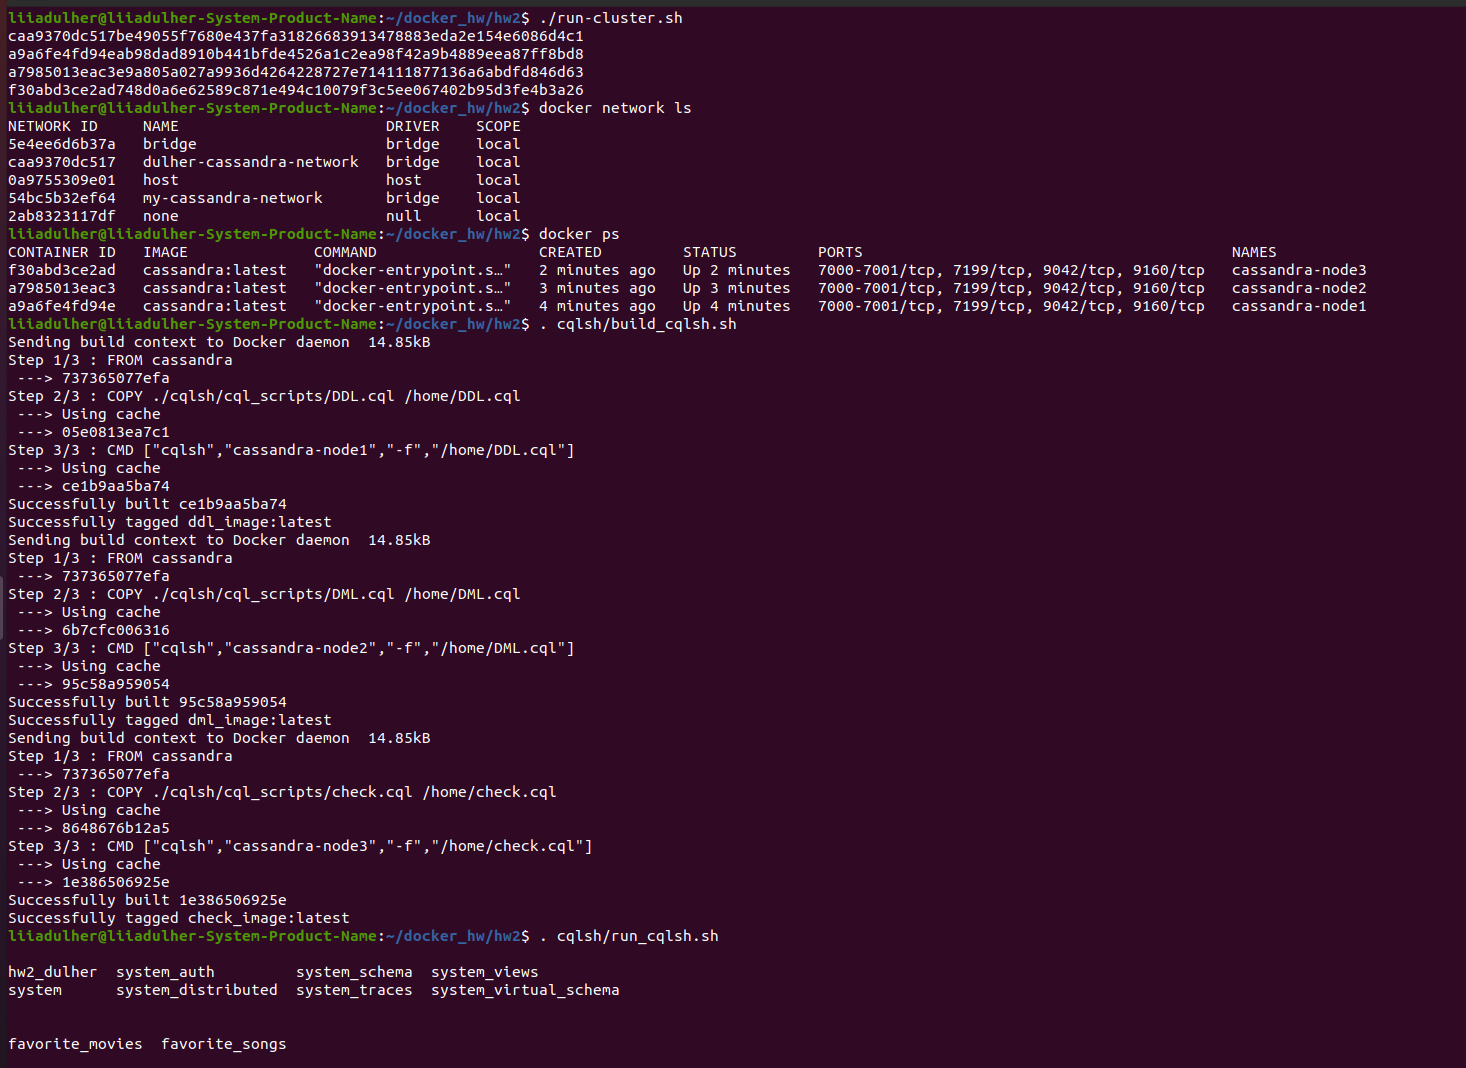 liiadulher@liiadulher-System-Product-Name:~/docker_hw/hw2$ ./run-cluster.sh
caa9370dc517be49055f7680e437fa31826683913478883eda2e154e6086d4c1
a9a6fe4fd94eab98dad8910b441bfde4526a1c2ea98f42a9b4889eea87ff8bd8
a7985013eac3e9a805a027a9936d4264228727e714111877136a6abdfd846d63
f30abd3ce2ad748d0a6e62589c871e494c10079f3c5ee067402b95d3fe4b3a26
liiadulher@liiadulher-System-Product-Name:~/docker_hw/hw2$ docker network ls
NETWORK ID     NAME                       DRIVER    SCOPE
5e4ee6d6b37a   bridge                     bridge    local
caa9370dc517   dulher-cassandra-network   bridge    local
0a9755309e01   host                       host      local
54bc5b32ef64   my-cassandra-network       bridge    local
2ab8323117df   none                       null      local
liiadulher@liiadulher-System-Product-Name:~/docker_hw/hw2$ docker ps
CONTAINER ID   IMAGE              COMMAND                  CREATED         STATUS         PORTS                                         NAMES
f30abd3ce2ad   cassandra:latest   "docker-entrypoint.s…"   2 minutes ago   Up 2 minutes   7000-7001/tcp, 7199/tcp, 9042/tcp, 9160/tcp   cassandra-node3
a7985013eac3   cassandra:latest   "docker-entrypoint.s…"   3 minutes ago   Up 3 minutes   7000-7001/tcp, 7199/tcp, 9042/tcp, 9160/tcp   cassandra-node2
a9a6fe4fd94e   cassandra:latest   "docker-entrypoint.s…"   4 minutes ago   Up 4 minutes   7000-7001/tcp, 7199/tcp, 9042/tcp, 9160/tcp   cassandra-node1
liiadulher@liiadulher-System-Product-Name:~/docker_hw/hw2$ . cqlsh/build_cqlsh.sh
Sending build context to Docker daemon  14.85kB
Step 1/3 : FROM cassandra
 ---> 737365077efa
Step 2/3 : COPY ./cqlsh/cql_scripts/DDL.cql /home/DDL.cql
 ---> Using cache
 ---> 05e0813ea7c1
Step 3/3 : CMD ["cqlsh","cassandra-node1","-f","/home/DDL.cql"]
 ---> Using cache
 ---> ce1b9aa5ba74
Successfully built ce1b9aa5ba74
Successfully tagged ddl_image:latest
Sending build context to Docker daemon  14.85kB
Step 1/3 : FROM cassandra
 ---> 737365077efa
Step 2/3 : COPY ./cqlsh/cql_scripts/DML.cql /home/DML.cql
 ---> Using cache
 ---> 6b7cfc006316
Step 3/3 : CMD ["cqlsh","cassandra-node2","-f","/home/DML.cql"]
 ---> Using cache
 ---> 95c58a959054
Successfully built 95c58a959054
Successfully tagged dml_image:latest
Sending build context to Docker daemon  14.85kB
Step 1/3 : FROM cassandra
 ---> 737365077efa
Step 2/3 : COPY ./cqlsh/cql_scripts/check.cql /home/check.cql
 ---> Using cache
 ---> 8648676b12a5
Step 3/3 : CMD ["cqlsh","cassandra-node3","-f","/home/check.cql"]
 ---> Using cache
 ---> 1e386506925e
Successfully built 1e386506925e
Successfully tagged check_image:latest
liiadulher@liiadulher-System-Product-Name:~/docker_hw/hw2$ . cqlsh/run_cqlsh.sh
hw2_dulher  system_auth         system_schema  system_views
system      system_distributed  system_traces  system_virtual_schema
favorite_movies  favorite_songs